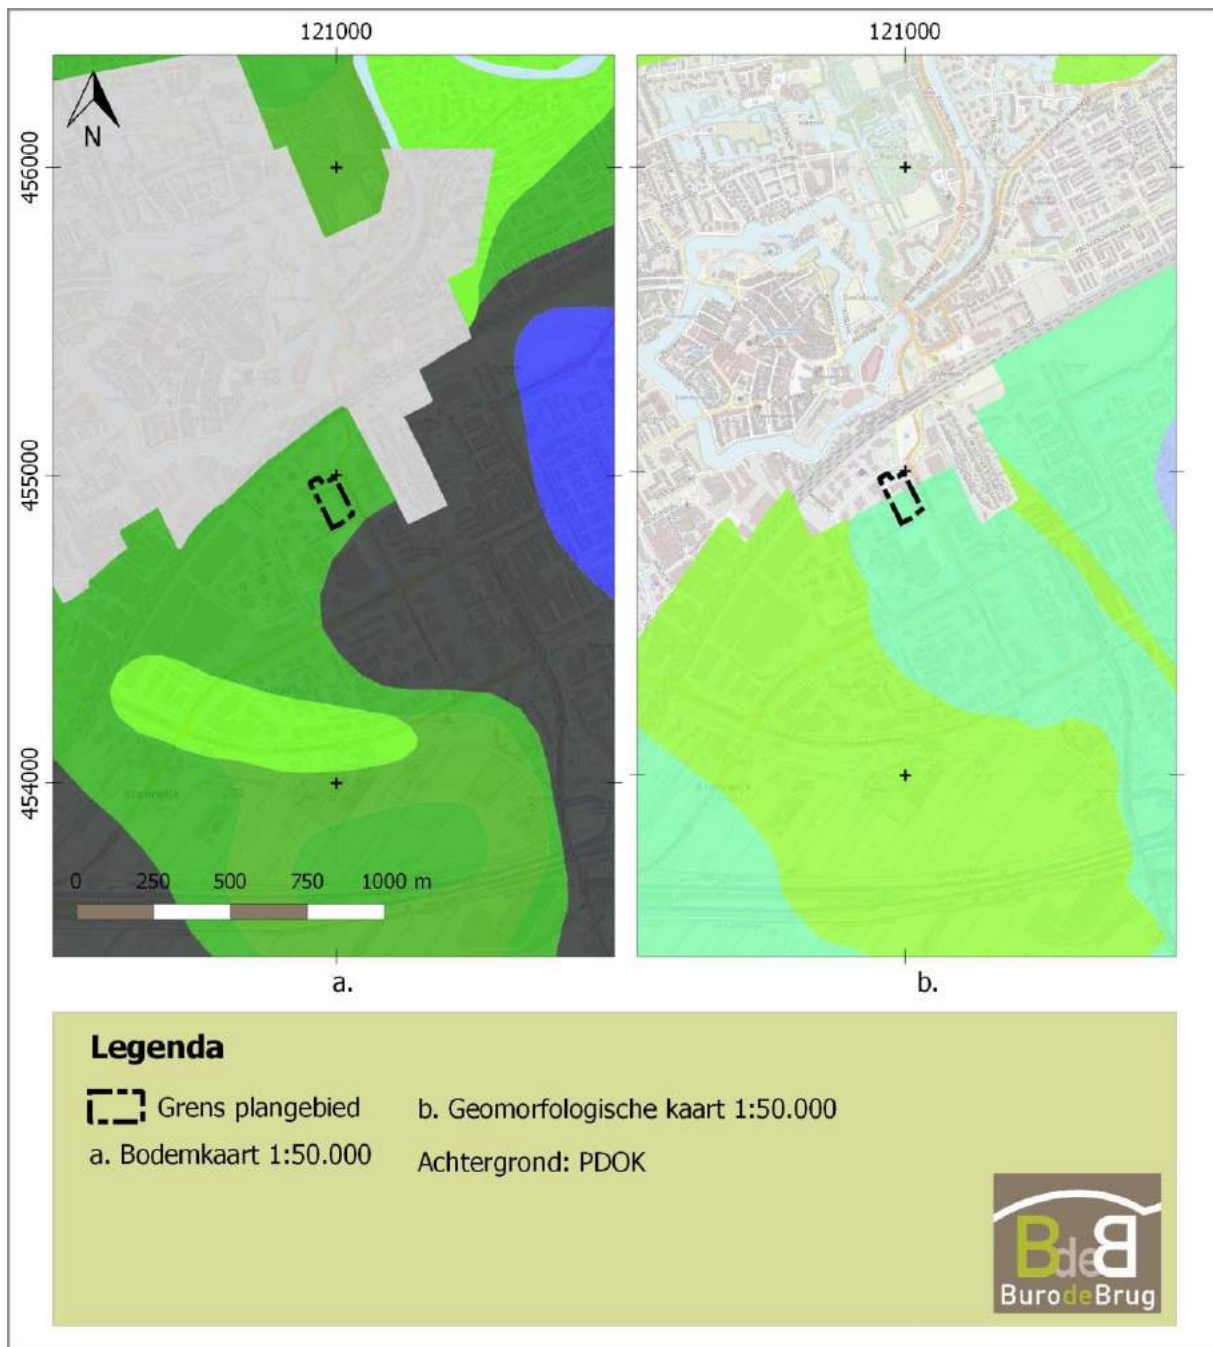 121000
121000
N
456000
455000
454000
0 250 500 750 1000 m
a.
b.
Legenda
Grens plangebied
b. Geomorfologische kaart 1:50.000
a. Bodemkaart 1:50.000
Achtergrond: PDOK
BdeB
BurodeBrug